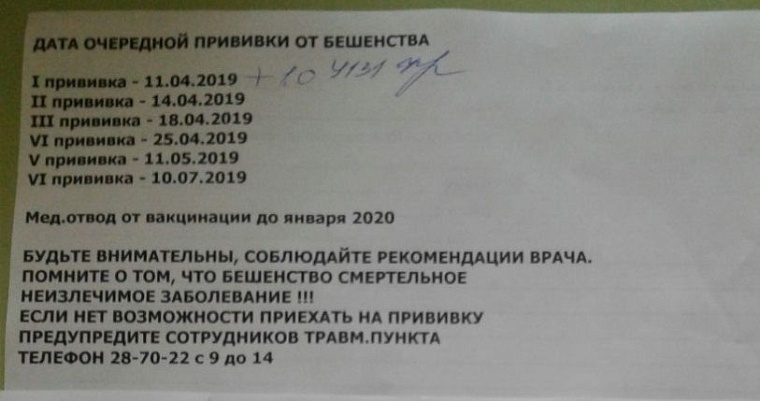 ДАТА ОЧЕРЕДНОЙ ПРИВИВКИ ОТ БЕШЕНСТВА
I прививка - 11.04.2019 +
II прививка - 14.04.2019
III прививка - 18.04.2019
VI прививка - 25.04.2019
V прививка - 11.05.2019
VI прививка - 10.07.2019
Мед.отвод от вакцинации до января 2020
БУДЬТЕ ВНИМАТЕЛЬНЫ, СОБЛЮДАЙТЕ РЕКОМЕНДАЦИИ ВРАЧА.
ПОМНИТЕ О ТОМ, ЧТО БЕШЕНСТВО СМЕРТЕЛЬНОЕ
НЕИЗЛЕЧИМОЕ ЗАБОЛЕВАНИЕ !!!
ЕСЛИ НЕТ ВОЗМОЖНОСТИ ПРИЕХАТЬ НА ПРИВИВКУ
ПРЕДУПРЕДИТЕ СОТРУДНИКОВ ТРАВМ.ПУНКТА
ТЕЛЕФОН 28-70-22 с 9 до 14